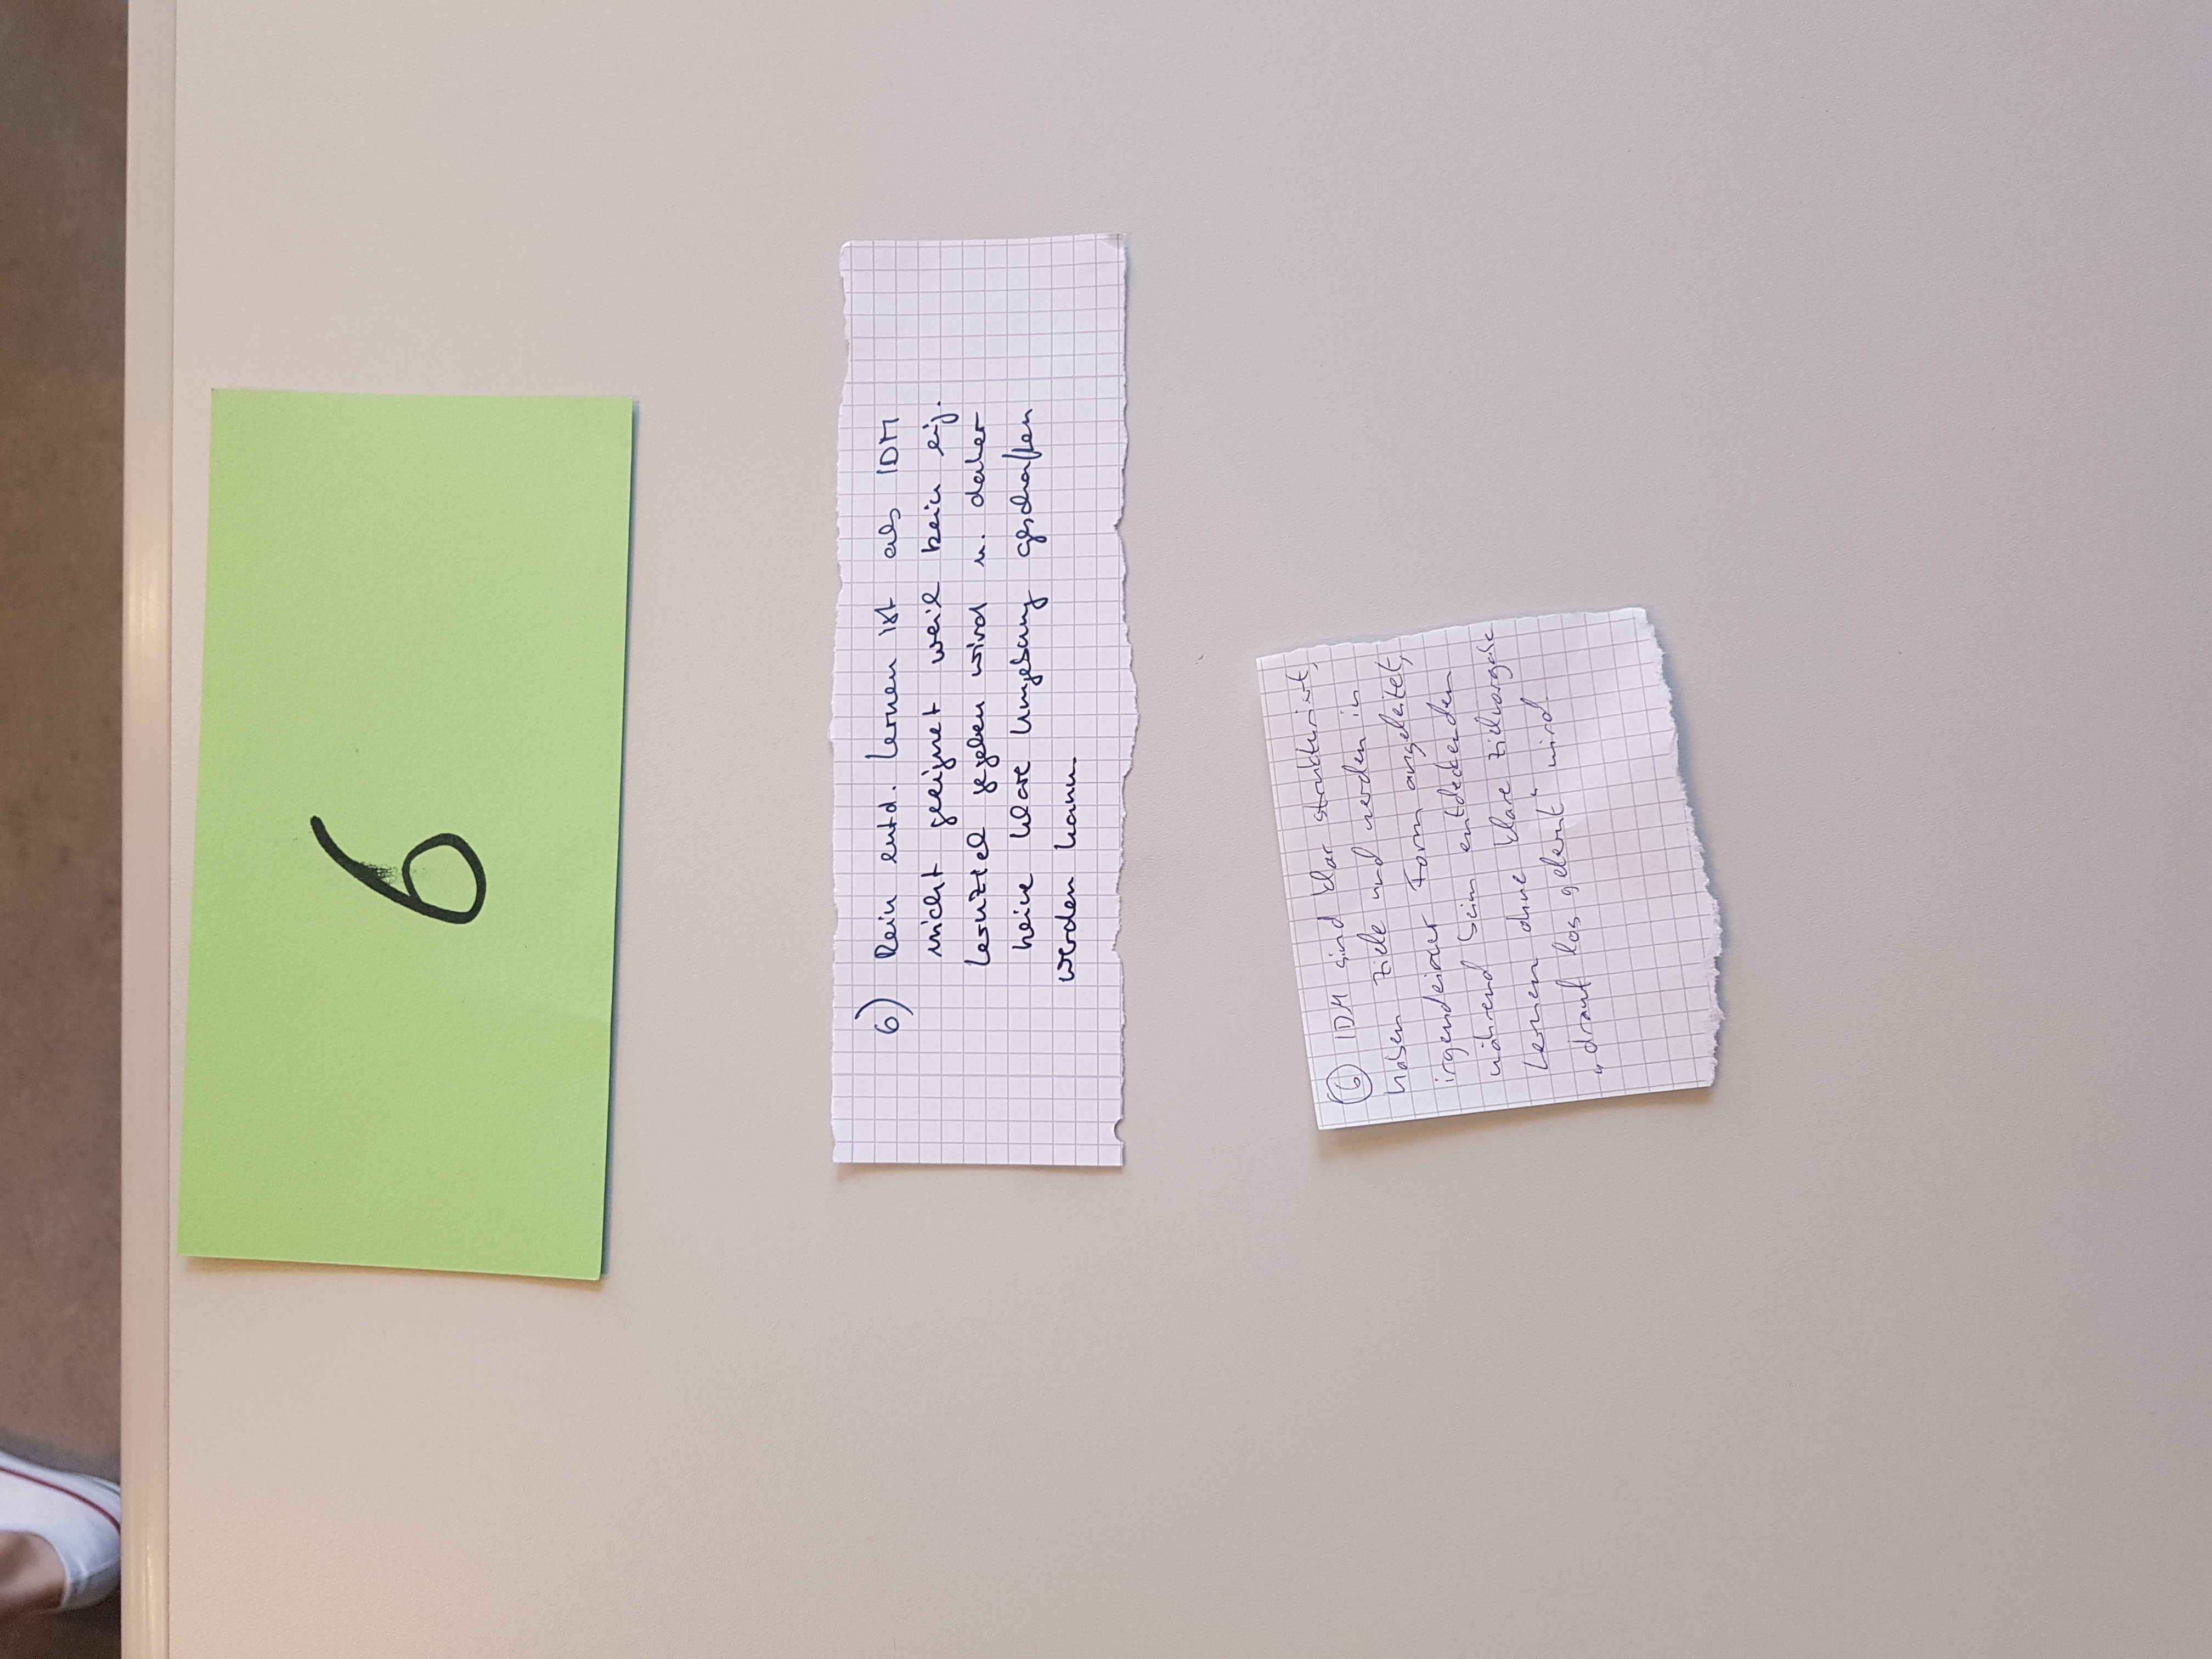 6
6) Rein entd. Lernen ist als IDM
nicht geeignet weil kein eig.
Lernziel gegeben wird u. daher
keine klare Umgebung geschaffen
werden kann.
6 IDM sind klar strukturiert,
haben Ziele und werden in
irgendeiner Form angeleitet,
während beim entdeckenden
Lernen ohne klare Zielvorgabe
„drauf los gelernt“ wird.